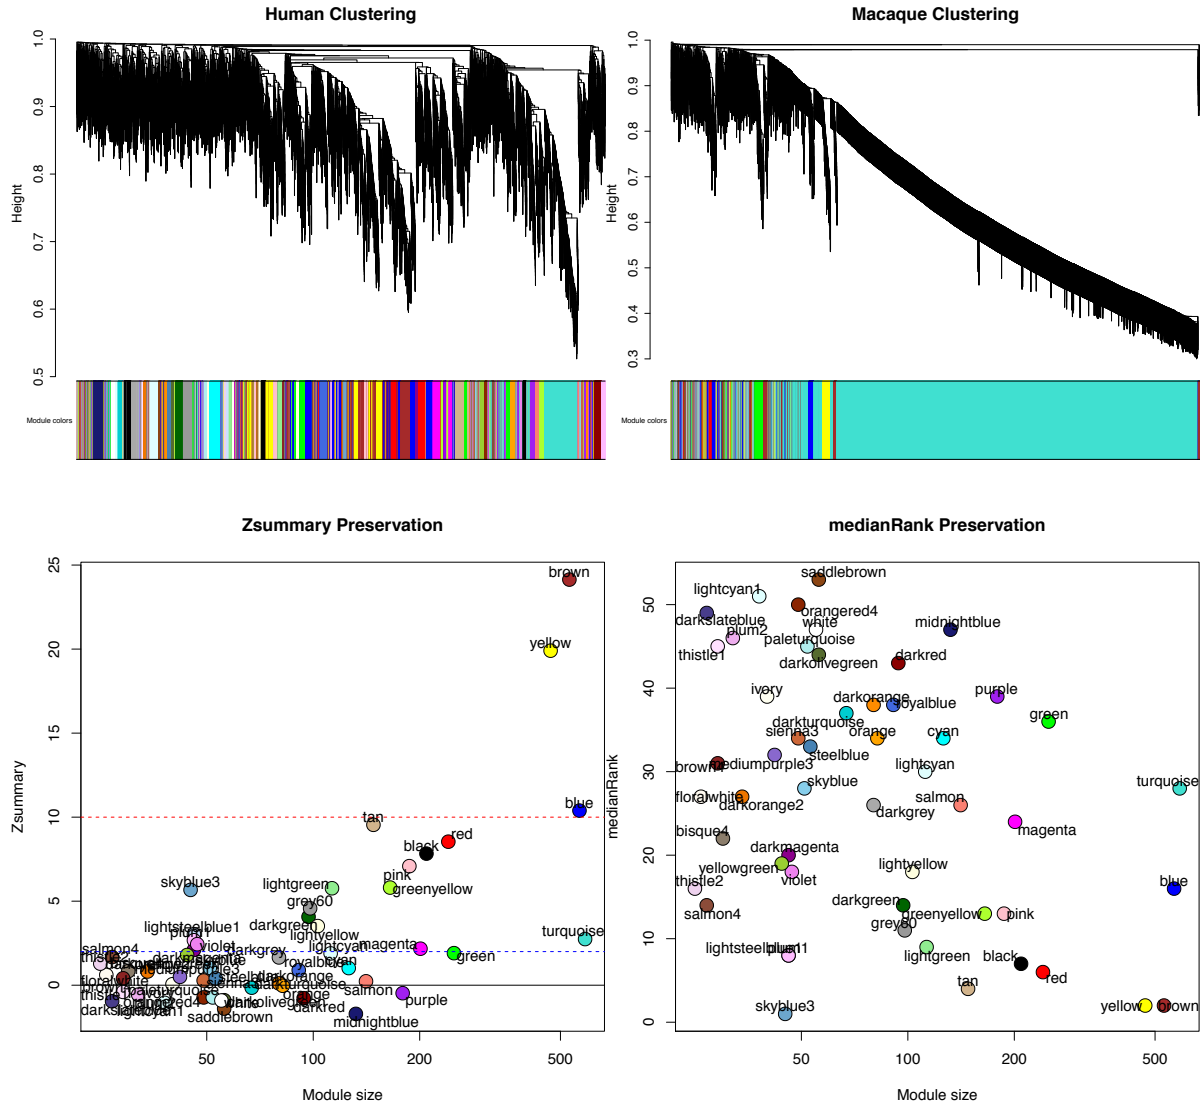 Human Clustering
Macaque Clustering
Height
1.0
0.9
0.8
0.7
0.6
0.5
Module colors
Height
1.0
0.9
0.8
0.7
0.6
0.5
0.4
0.3
Module colors
Zsummary Preservation
medianRank Preservation
Zsummary
25
20
15
10
5
0
brown
yellow
blue
tan
red
black
pink
greenyellow
skyblue3
lightgreen
grey60
darkgreen
lightyellow
turquoise
lightsteelblue1
plum1
violet
salmon4
darkgrey
lightcyan
magenta
green
cyan
royalblue
darkorange
darkturquoise
orange
salmon
purple
darkred
midnightblue
saddlebrown
white
darkolivegreen
paleturquoise
floralwhite
lightcyan1
50
100
200
500
Module size
medianRank
50
40
30
20
10
0
saddlebrown
lightcyan1
orangered4
darkslateblue
plum2
white
midnightblue
paleturquoise
thistle1
darkolivegreen
darkred
ivory
darkorange
royalblue
purple
green
darkturquoise
sienna3
orange
cyan
steelblue
brown4
mediumpurple3
lightcyan
skyblue
turquoise
floralwhite
darkorange2
darkgrey
salmon
magenta
bisque4
darkmagenta
yellowgreen
violet
lightyellow
thistle2
blue
salmon4
darkgreen
grey60
greenyellow
pink
lightsteelblue1
plum1
lightgreen
black
red
tan
skyblue3
yellow
brown
50
100
200
500
Module size